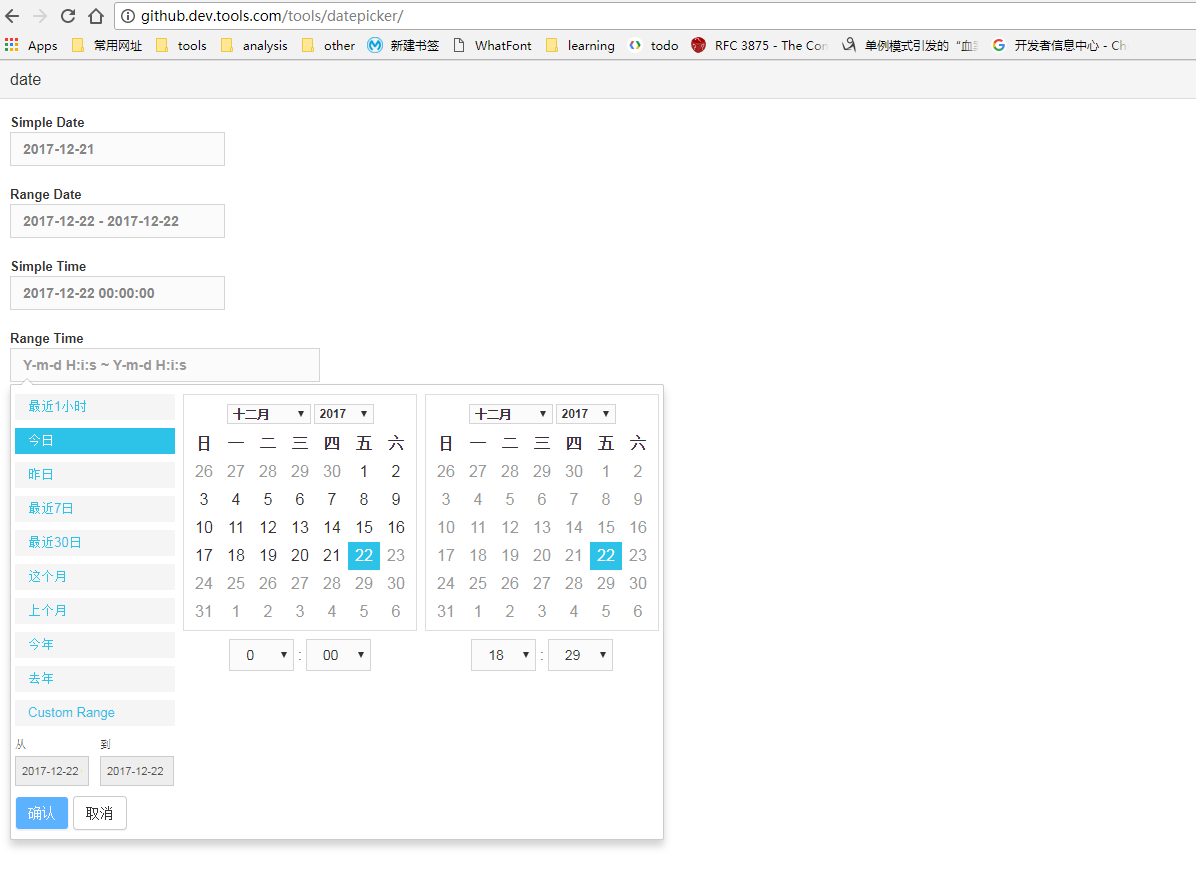 github.dev.tools.com/tools/datepicker/
Apps 常用网址 tools analysis other 新建书签 WhatFont learning todo RFC 3875 - The Con 单例模式引发的 “血 开发者信息中心 - Ch
date
Simple Date
2017-12-21
Range Date
2017-12-22 - 2017-12-22
Simple Time
2017-12-22 00:00:00
Range Time
Y-m-d H:i:s ~ Y-m-d H:i:s
最近1小时
今日
昨日
最近7日
最近30日
这个月
上个月
今年
去年
Custom Range
从 到
2017-12-22 2017-12-22
确认 取消
十二月 2017
日 一 二 三 四 五 六
26 27 28 29 30 1 2
3 4 5 6 7 8 9
10 11 12 13 14 15 16
17 18 19 20 21 22 23
24 25 26 27 28 29 30
31 1 2 3 4 5 6
0 : 00
十二月 2017
日 一 二 三 四 五 六
26 27 28 29 30 1 2
3 4 5 6 7 8 9
10 11 12 13 14 15 16
17 18 19 20 21 22 23
24 25 26 27 28 29 30
31 1 2 3 4 5 6
18 : 29